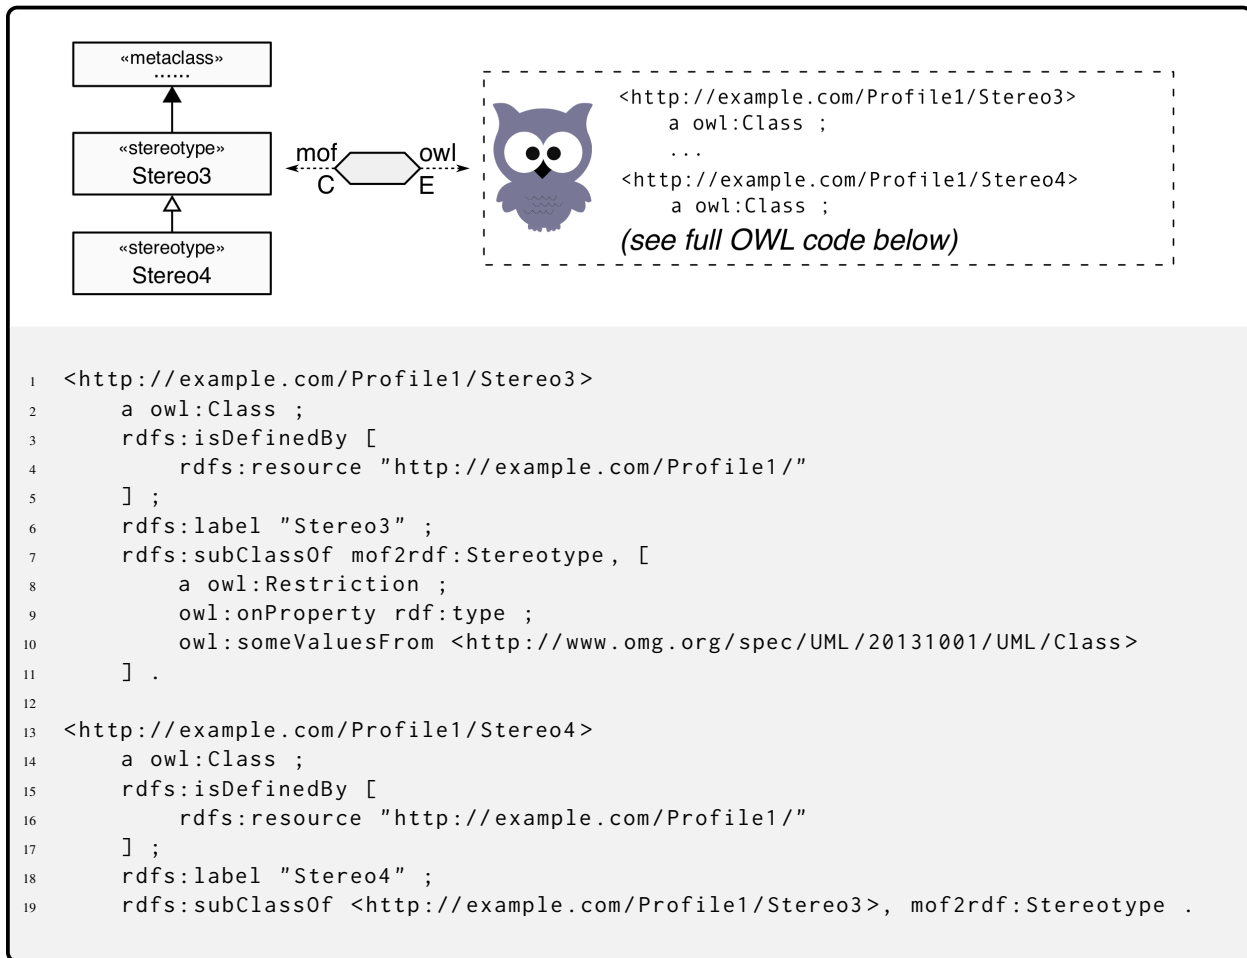 «metaclass»
......
«stereotype»
Stereo3
«stereotype»
Stereo4
mof owl
C E
<http://example.com/Profile1/Stereo3>
    a owl:Class ;
    ...
<http://example.com/Profile1/Stereo4>
    a owl:Class ;
(see full OWL code below)
1 <http://example.com/Profile1/Stereo3>
2     a owl:Class ;
3     rdfs:isDefinedBy [
4         rdfs:resource "http://example.com/Profile1/"
5     ] ;
6     rdfs:label "Stereo3" ;
7     rdfs:subClassOf mof2rdf:Stereotype, [
8         a owl:Restriction ;
9         owl:onProperty rdf:type ;
10         owl:someValuesFrom <http://www.omg.org/spec/UML/20131001/UML/Class>
11     ] .
12
13 <http://example.com/Profile1/Stereo4>
14     a owl:Class ;
15     rdfs:isDefinedBy [
16         rdfs:resource "http://example.com/Profile1/"
17     ] ;
18     rdfs:label "Stereo4" ;
19     rdfs:subClassOf <http://example.com/Profile1/Stereo3>, mof2rdf:Stereotype .